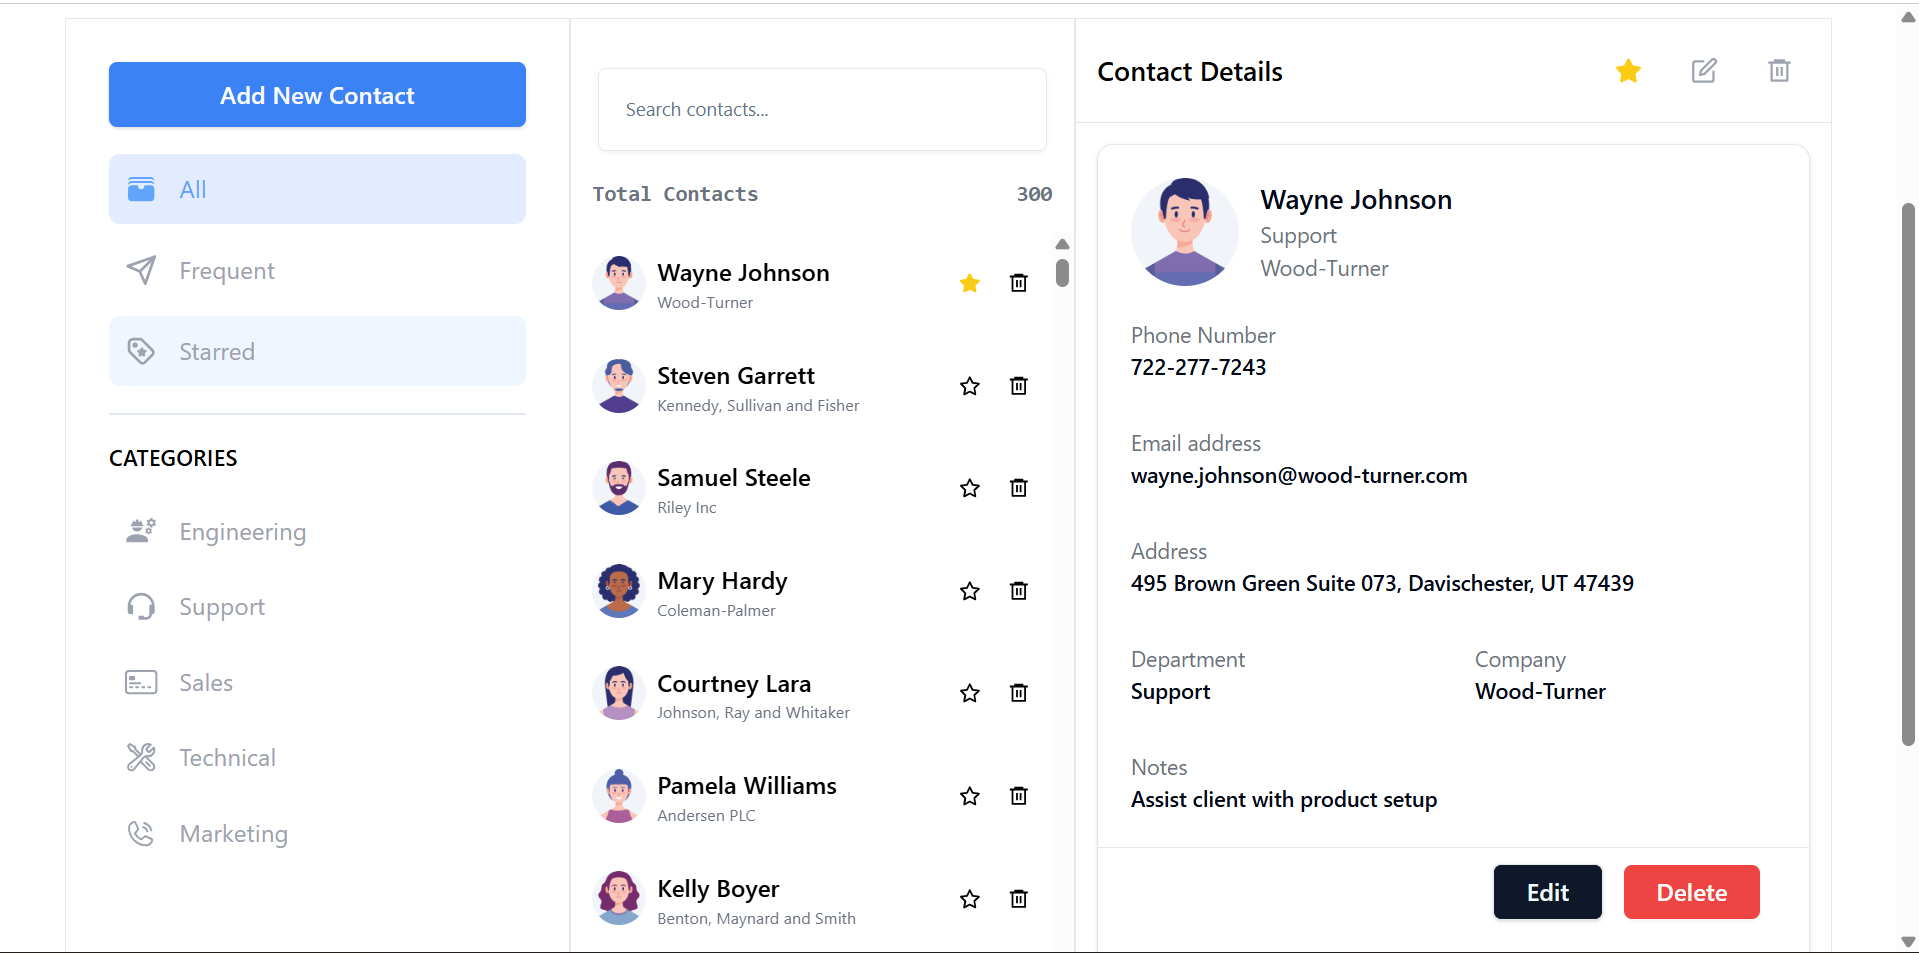 Add New Contact
All
Frequent
Starred
CATEGORIES
Engineering
Support
Sales
Technical
Marketing
Search contacts...
Total Contacts 300
Wayne Johnson
Wood-Turner
Steven Garrett
Kennedy, Sullivan and Fisher
Samuel Steele
Riley Inc
Mary Hardy
Coleman-Palmer
Courtney Lara
Johnson, Ray and Whitaker
Pamela Williams
Andersen PLC
Kelly Boyer
Benton, Maynard and Smith
Contact Details
Wayne Johnson
Support
Wood-Turner
Phone Number
722-277-7243
Email address
wayne.johnson@wood-turner.com
Address
495 Brown Green Suite 073, Davischester, UT 47439
Department Company
Support Wood-Turner
Notes
Assist client with product setup
Edit Delete